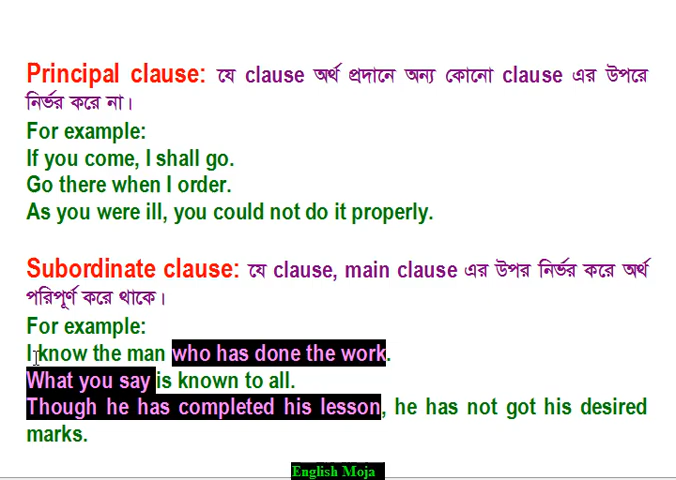 Principal clause: যে clause অর্থ প্রদানে অন্য কোনো clause এর উপরে
নির্ভর করে না।
For example:
If you come, I shall go.
Go there when I order.
As you were ill, you could not do it properly.
Subordinate clause: যে clause, main clause এর উপর নির্ভর করে অর্থ
পরিপূর্ণ করে থাকে।
For example:
I know the man who has done the work.
What you say is known to all.
Though he has completed his lesson, he has not got his desired
marks.
English Moja